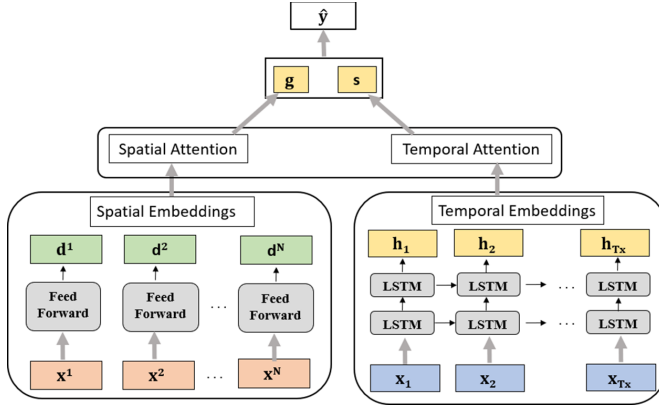 ŷ
g s
Spatial Attention Temporal Attention
Spatial Embeddings Temporal Embeddings
d¹ d² dᴺ h₁ h₂ h_Tx
Feed Forward Feed Forward ... Feed Forward LSTM LSTM ... LSTM
LSTM LSTM ... LSTM
x¹ x² ... xᴺ x₁ x₂ x_Tx